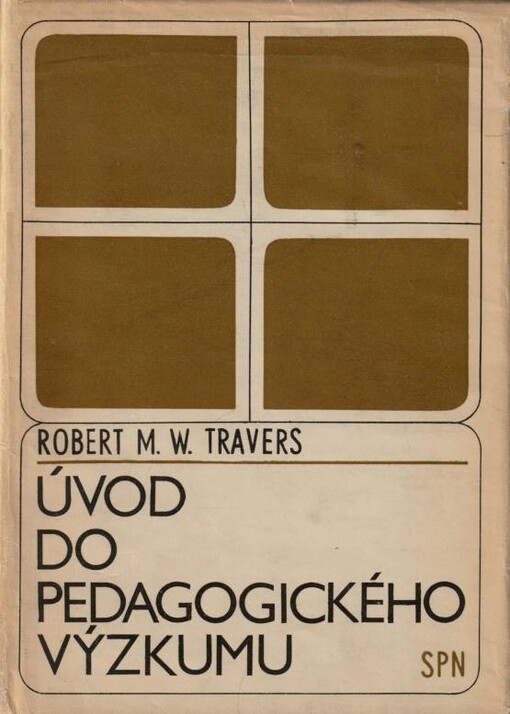 ROBERT M. W. TRAVERS
ÚVOD
DO
PEDAGOGICKÉHO
VÝZKUMU
SPN